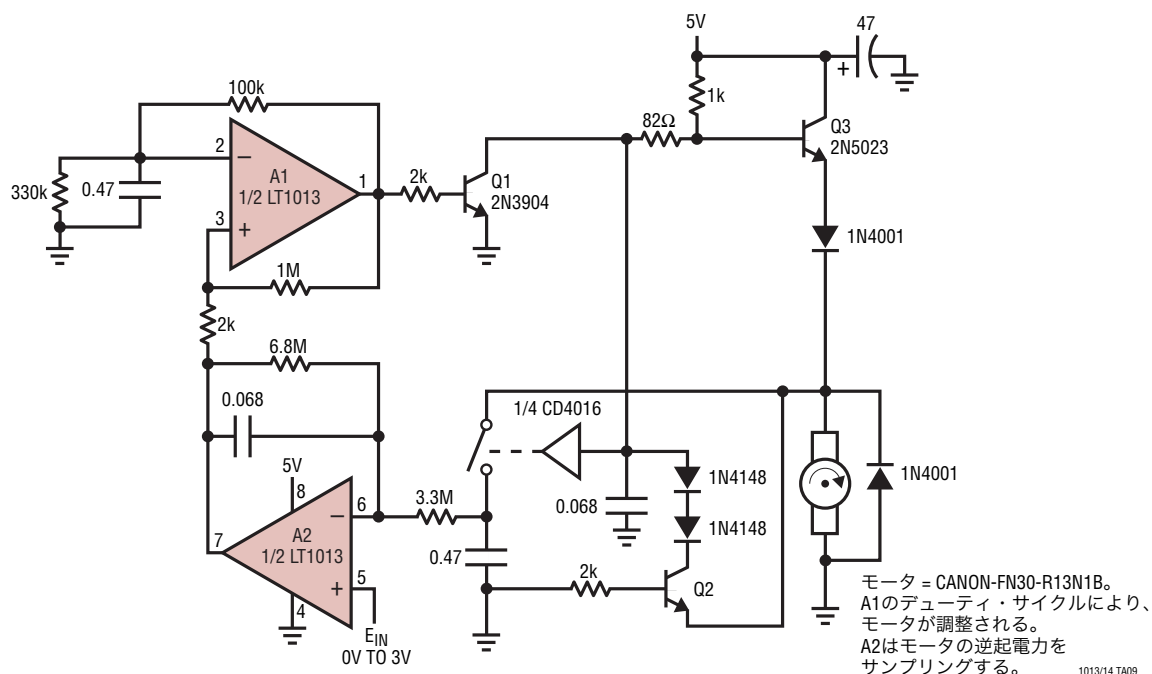 5V
47
+
100k
1k
82Ω
Q3
2N5023
2
−
A1
1/2 LT1013
1
2k
Q1
2N3904
330k
0.47
3
+
1N4001
1M
2k
6.8M
0.068
1/4 CD4016
5V
8
1N4148
1N4001
6
−
3.3M
0.068
A2
1/2 LT1013
7
1N4148
0.47
+
5
2k
Q2
4
EIN
0V TO 3V
モータ = CANON-FN30-R13N1B。
A1のデューティ・サイクルにより、
モータが調整される。
A2はモータの逆起電力を
サンプリングする。
1013/14 TA09